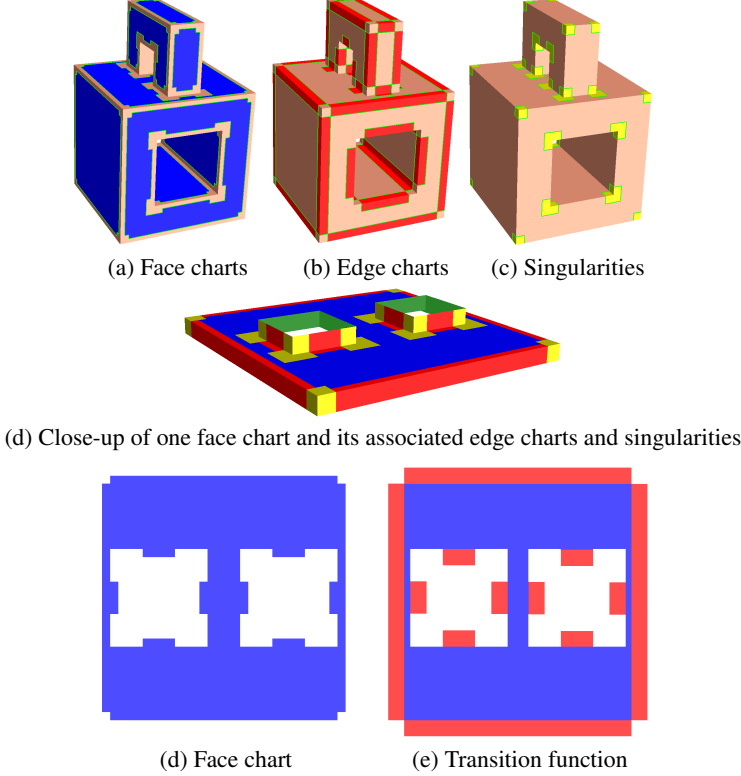 (a) Face charts (b) Edge charts (c) Singularities
(d) Close-up of one face chart and its associated edge charts and singularities
(d) Face chart (e) Transition function